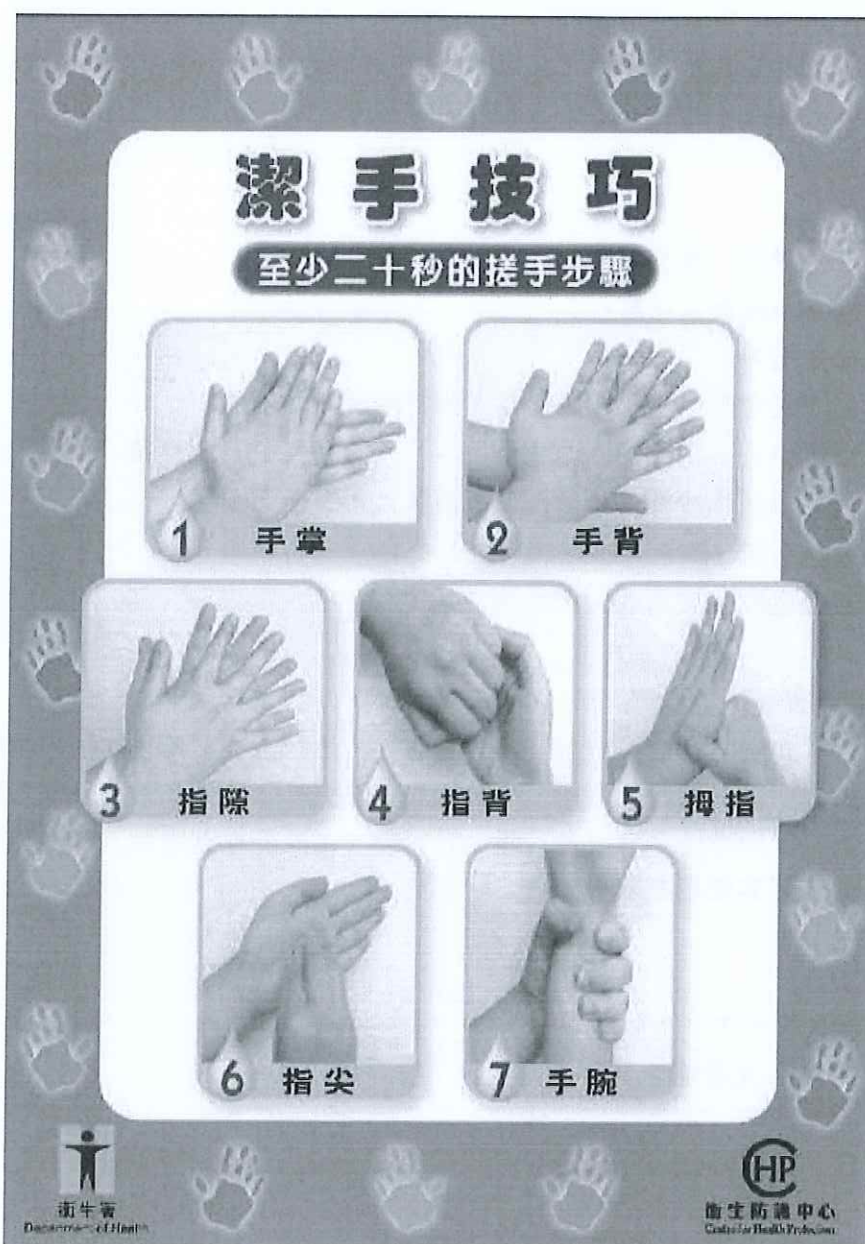 潔手技巧
至少二十秒的搓手步驟
1 手掌
2 手背
3 指隙
4 指背
5 拇指
6 指尖
7 手腕
衞生署
Department of Health
CHP
衞生防護中心
Centre for Health Protection